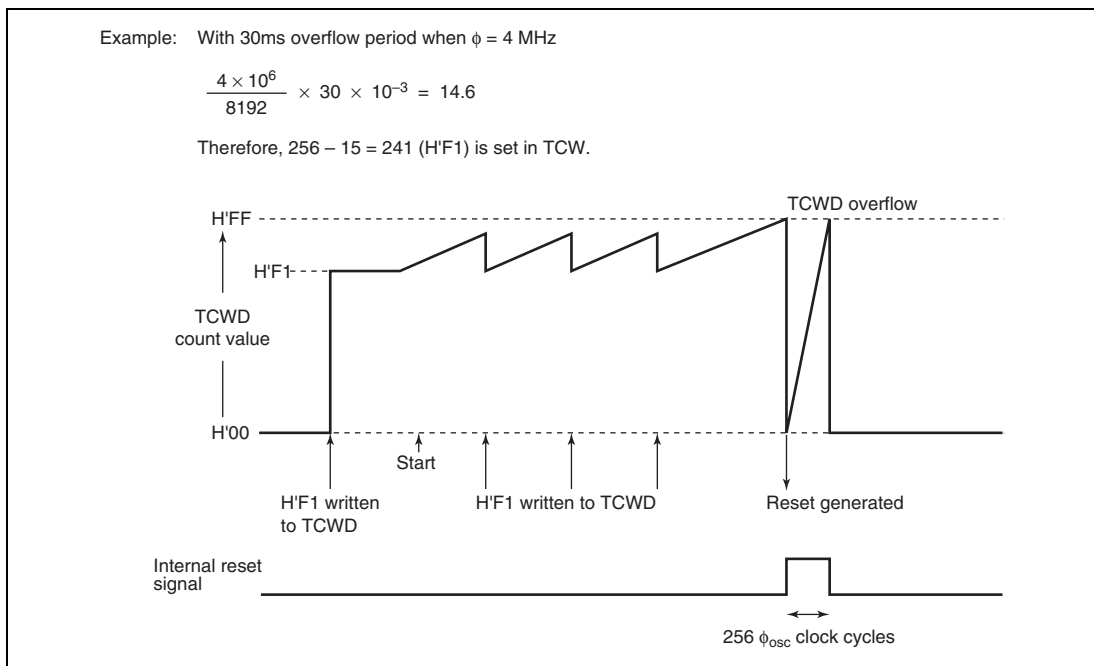 Example: With 30ms overflow period when ϕ = 4 MHz
4 × 10⁶
8192
× 30 × 10⁻³ = 14.6
Therefore, 256 – 15 = 241 (H'F1) is set in TCW.
TCWD overflow
H'FF
H'F1
TCWD
count value
H'00
Start
H'F1 written
to TCWD
H'F1 written to TCWD
Reset generated
Internal reset
signal
256 ϕosc clock cycles